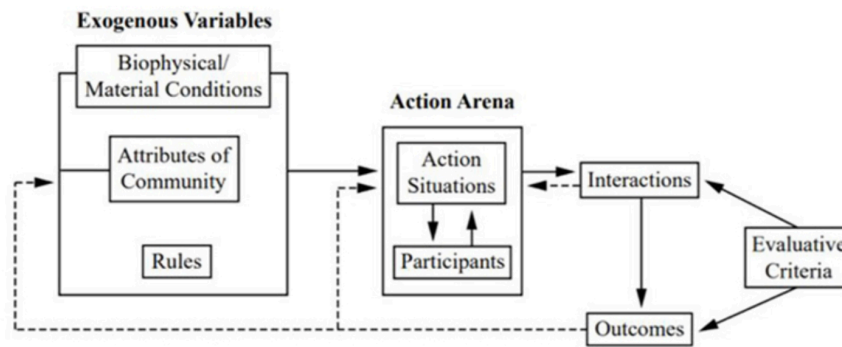 Exogenous Variables
Biophysical/
Material Conditions
Attributes of
Community
Rules
Action Arena
Action
Situations
Participants
Interactions
Outcomes
Evaluative
Criteria